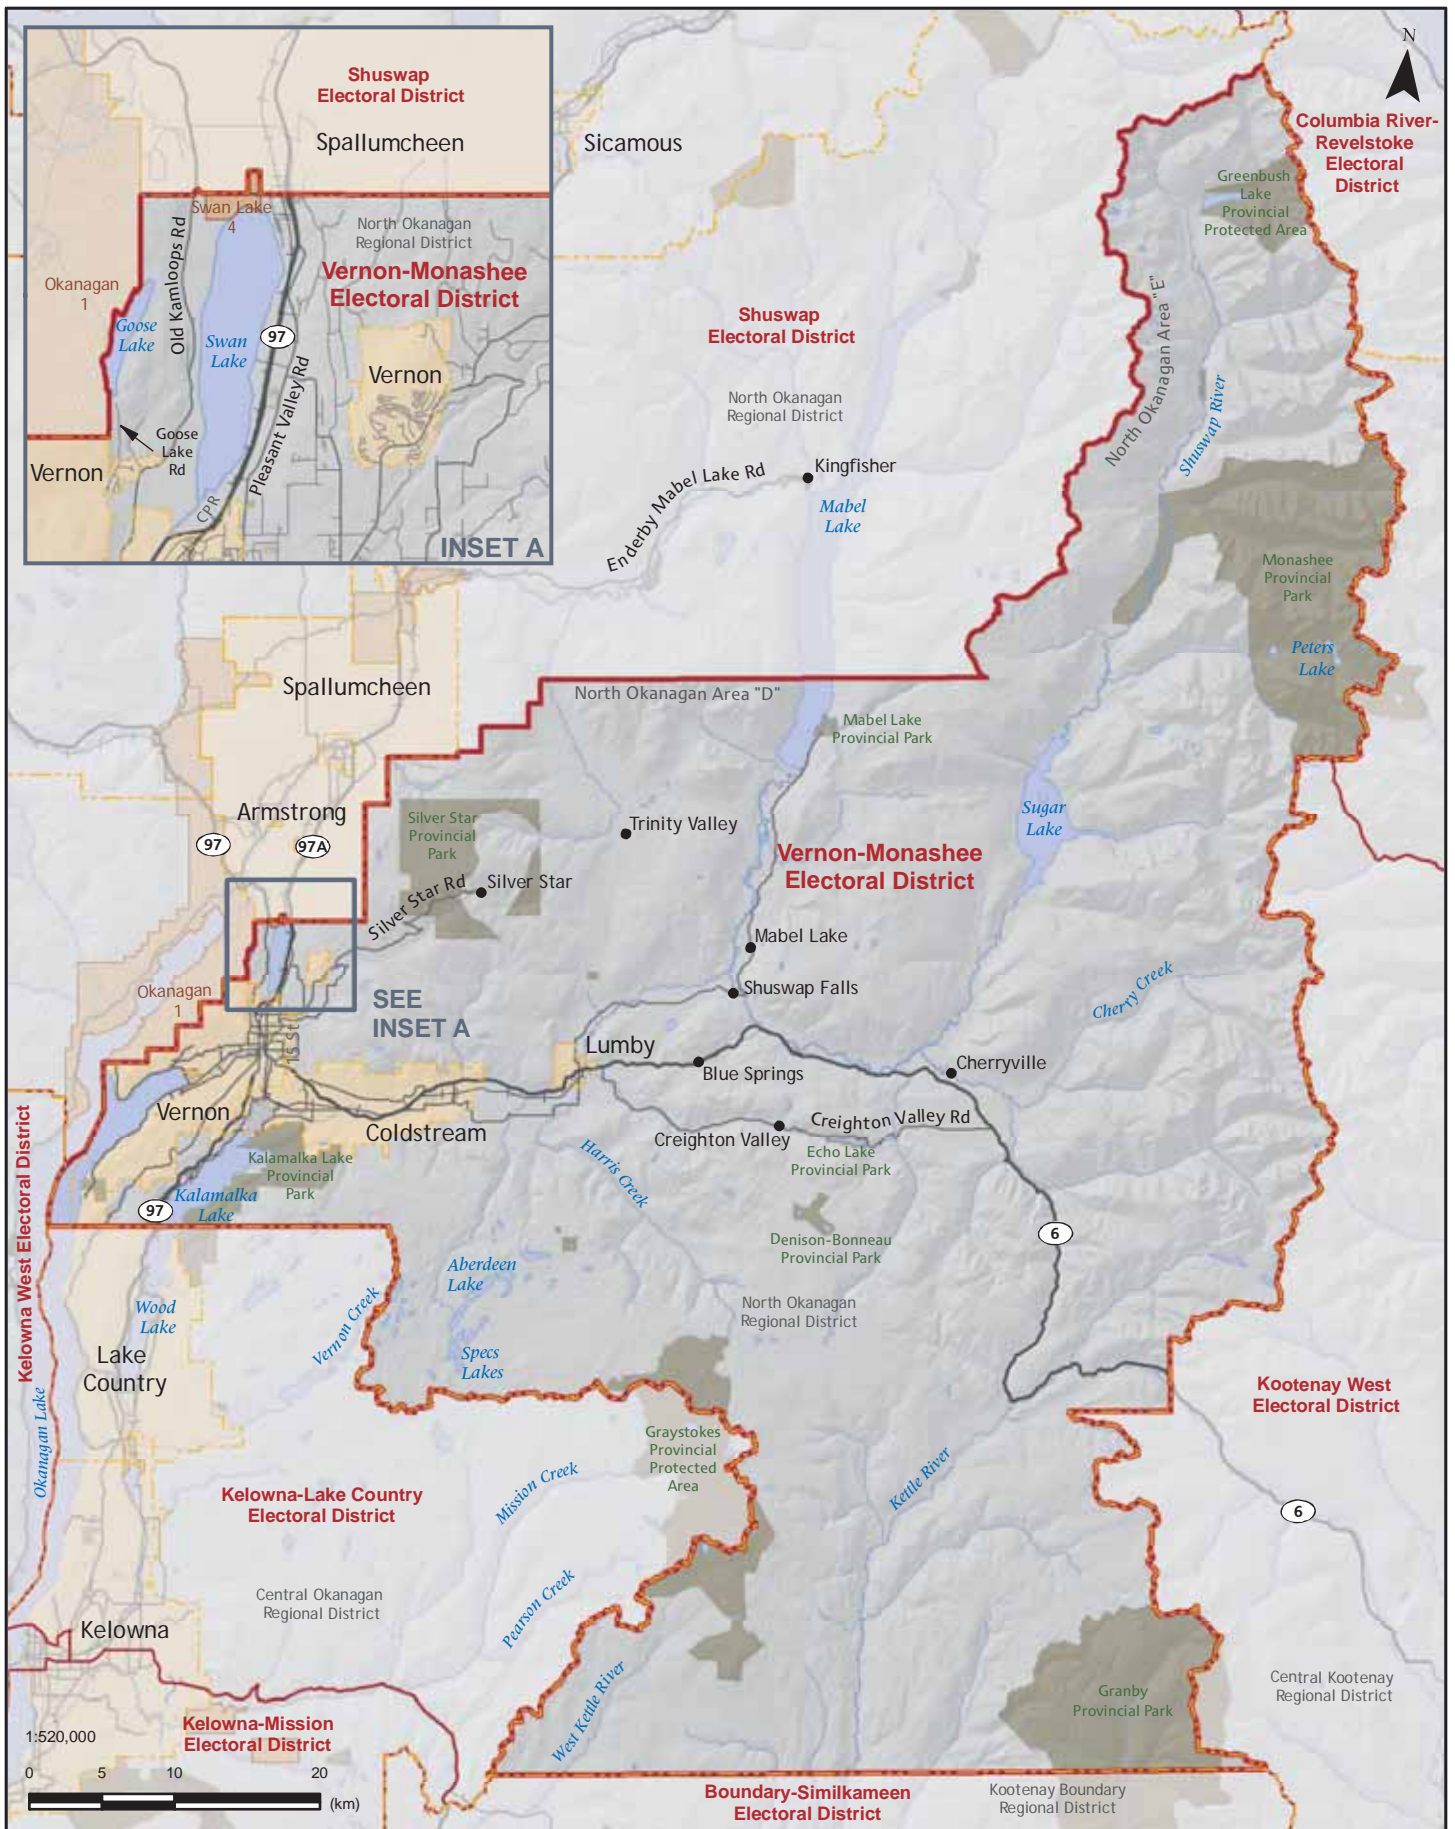 Shuswap
Electoral District
Spallumcheen
Swan Lake
4
North Okanagan
Regional District
Vernon-Monashee
Electoral District
Okanagan
1
Goose
Lake
Old Kamloops Rd
Swan
Lake
97
Pleasant Valley Rd
Vernon
Goose
Lake
Rd
Vernon
CPR
INSET A
Sicamous
N
Columbia River-
Revelstoke
Electoral
District
Greenbush
Lake
Provincial
Protected Area
North Okanagan Area "E"
Shuswap River
Shuswap
Electoral District
North Okanagan
Regional District
Enderby Mabel Lake Rd
Kingfisher
Mabel
Lake
Monashee
Provincial
Park
Peters
Lake
Spallumcheen
North Okanagan Area "D"
Mabel Lake
Provincial Park
Armstrong
97
97A
Silver Star
Provincial
Park
Trinity Valley
Sugar
Lake
Vernon-Monashee
Electoral District
Silver Star Rd
Silver Star
Mabel Lake
Shuswap Falls
Okanagan
1
SEE
INSET A
15 St
Cherry Creek
Lumby
Blue Springs
Cherryville
Vernon
Coldstream
Creighton Valley
Creighton Valley Rd
Echo Lake
Provincial Park
Harris Creek
Kalamalka Lake
Provincial
Park
Kalamalka
Lake
97
Kelowna West Electoral District
Denison-Bonneau
Provincial Park
6
Aberdeen
Lake
North Okanagan
Regional District
Wood
Lake
Vernon Creek
Specs
Lakes
Lake
Country
Okanagan Lake
Kootenay West
Electoral District
Graystokes
Provincial
Protected
Area
Kettle River
Mission Creek
Kelowna-Lake Country
Electoral District
6
Central Okanagan
Regional District
Pearson Creek
Kelowna
West Kettle River
Granby
Provincial Park
Central Kootenay
Regional District
Kelowna-Mission
Electoral District
1:520,000
0 5 10 20
(km)
Boundary-Similkameen
Electoral District
Kootenay Boundary
Regional District